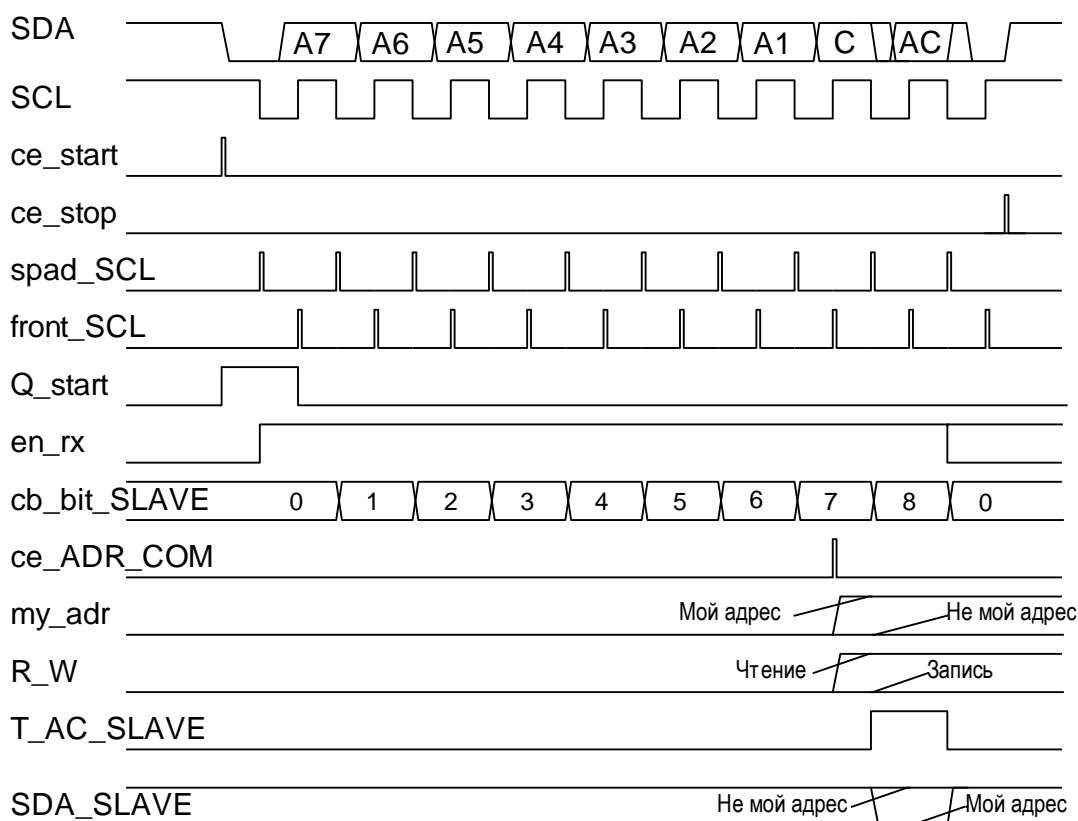 SDA A7 A6 A5 A4 A3 A2 A1 C AC
SCL
ce_start
ce_stop
spad_SCL
front_SCL
Q_start
en_rx
cb_bit_SLAVE 0 1 2 3 4 5 6 7 8 0
ce_ADR_COM
my_adr Мой адрес Не мой адрес
R_W Чтение Запись
T_AC_SLAVE
SDA_SLAVE Не мой адрес Мой адрес